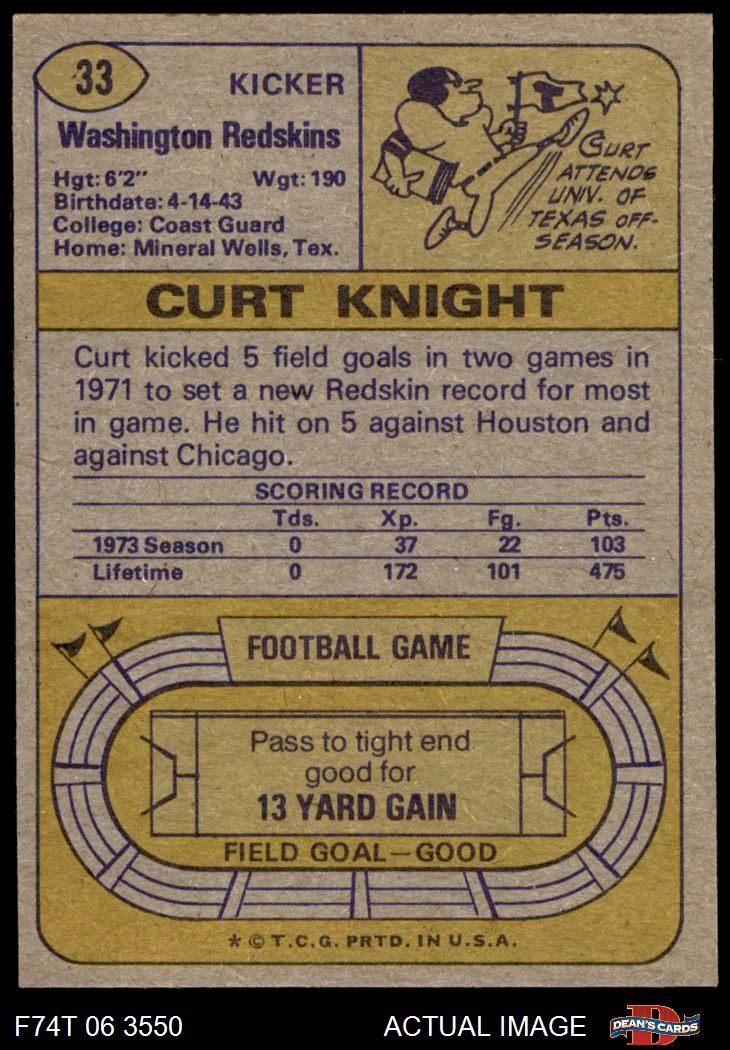 33
KICKER
Washington Redskins
Hgt: 6'2" Wgt: 190
Birthdate: 4-14-43
College: Coast Guard
Home: Mineral Wells, Tex.
T
CURT
ATTENDS
UNIV. OF
TEXAS OFF-
SEASON.
CURT KNIGHT
Curt kicked 5 field goals in two games in
1971 to set a new Redskin record for most
in game. He hit on 5 against Houston and
against Chicago.
SCORING RECORD
Tds. Xp. Fg. Pts.
1973 Season 0 37 22 103
Lifetime 0 172 101 475
FOOTBALL GAME
Pass to tight end
good for
13 YARD GAIN
FIELD GOAL—GOOD
* © T.C.G. PRTD. IN U.S.A.
F74T 06 3550 ACTUAL IMAGE
D
DEAN'S CARDS